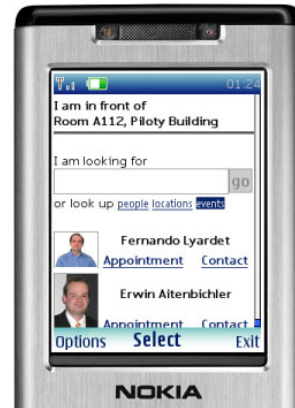 01:24
I am in front of
Room A112, Piloty Building
I am looking for
go
or look up people locations events
Fernando Lyardet
Appointment Contact
Erwin Aitenbichler
Appointment Contact
Options Select Exit
NOKIA